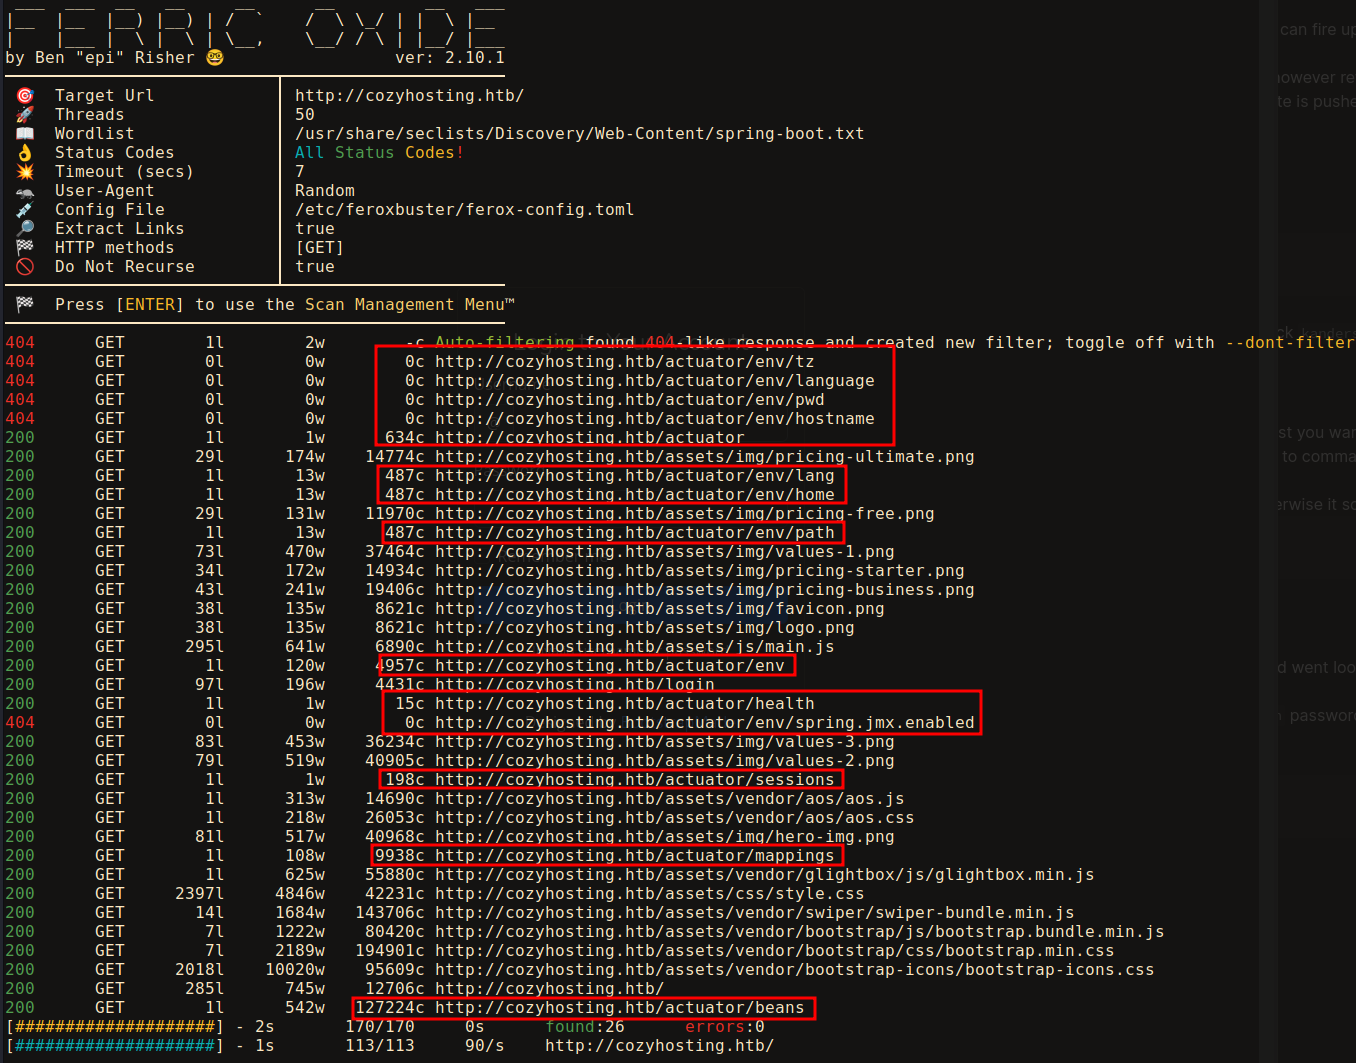 FERRIC OXIDE
by Ben "epi" Risher 🤓 ver: 2.10.1
🎯 Target Url http://cozyhosting.htb/
🚀 Threads 50
📖 Wordlist /usr/share/seclists/Discovery/Web-Content/spring-boot.txt
👌 Status Codes All Status Codes!
💥 Timeout (secs) 7
🦡 User-Agent Random
💉 Config File /etc/feroxbuster/ferox-config.toml
🔎 Extract Links true
🏁 HTTP methods [GET]
🚫 Do Not Recurse true
🏁 Press [ENTER] to use the Scan Management Menu™
404 GET 1l 2w -c Auto-filtering found 404-like response and created new filter; toggle off with --dont-filter
404 GET 0l 0w 0c http://cozyhosting.htb/actuator/env/tz
404 GET 0l 0w 0c http://cozyhosting.htb/actuator/env/language
404 GET 0l 0w 0c http://cozyhosting.htb/actuator/env/pwd
404 GET 0l 0w 0c http://cozyhosting.htb/actuator/env/hostname
200 GET 1l 1w 634c http://cozyhosting.htb/actuator
200 GET 29l 174w 14774c http://cozyhosting.htb/assets/img/pricing-ultimate.png
200 GET 1l 13w 487c http://cozyhosting.htb/actuator/env/lang
200 GET 1l 13w 487c http://cozyhosting.htb/actuator/env/home
200 GET 29l 131w 11970c http://cozyhosting.htb/assets/img/pricing-free.png
200 GET 1l 13w 487c http://cozyhosting.htb/actuator/env/path
200 GET 73l 470w 37464c http://cozyhosting.htb/assets/img/values-1.png
200 GET 34l 172w 14934c http://cozyhosting.htb/assets/img/pricing-starter.png
200 GET 43l 241w 19406c http://cozyhosting.htb/assets/img/pricing-business.png
200 GET 38l 135w 8621c http://cozyhosting.htb/assets/img/favicon.png
200 GET 38l 135w 8621c http://cozyhosting.htb/assets/img/logo.png
200 GET 295l 641w 6890c http://cozyhosting.htb/assets/js/main.js
200 GET 1l 120w 4957c http://cozyhosting.htb/actuator/env
200 GET 97l 196w 4431c http://cozyhosting.htb/login
200 GET 1l 1w 15c http://cozyhosting.htb/actuator/health
404 GET 0l 0w 0c http://cozyhosting.htb/actuator/env/spring.jmx.enabled
200 GET 83l 453w 36234c http://cozyhosting.htb/assets/img/values-3.png
200 GET 79l 519w 40905c http://cozyhosting.htb/assets/img/values-2.png
200 GET 1l 1w 198c http://cozyhosting.htb/actuator/sessions
200 GET 1l 313w 14690c http://cozyhosting.htb/assets/vendor/aos/aos.js
200 GET 1l 218w 26053c http://cozyhosting.htb/assets/vendor/aos/aos.css
200 GET 81l 517w 40968c http://cozyhosting.htb/assets/img/hero-img.png
200 GET 1l 108w 9938c http://cozyhosting.htb/actuator/mappings
200 GET 1l 625w 55880c http://cozyhosting.htb/assets/vendor/glightbox/js/glightbox.min.js
200 GET 2397l 4846w 42231c http://cozyhosting.htb/assets/css/style.css
200 GET 14l 1684w 143706c http://cozyhosting.htb/assets/vendor/swiper/swiper-bundle.min.js
200 GET 7l 1222w 80420c http://cozyhosting.htb/assets/vendor/bootstrap/js/bootstrap.bundle.min.js
200 GET 7l 2189w 194901c http://cozyhosting.htb/assets/vendor/bootstrap/css/bootstrap.min.css
200 GET 2018l 10020w 95609c http://cozyhosting.htb/assets/vendor/bootstrap-icons/bootstrap-icons.css
200 GET 285l 745w 12706c http://cozyhosting.htb/
200 GET 1l 542w 127224c http://cozyhosting.htb/actuator/beans
[####################] - 2s 170/170 0s found:26 errors:0
[####################] - 1s 113/113 90/s http://cozyhosting.htb/
can fire up
however re
te is pushe
st you wan
to comma
erwise it sc
d went loo
password